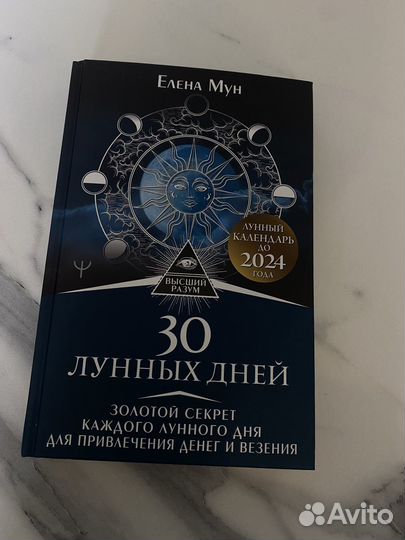 Елена Мун
ЛУННЫЙ
КАЛЕНДАРЬ
ДО
2024
ГОДА
ВЫСШИЙ
РАЗУМ
30
ЛУННЫХ ДНЕЙ
ЗОЛОТОЙ СЕКРЕТ
КАЖДОГО ЛУННОГО ДНЯ
ДЛЯ ПРИВЛЕЧЕНИЯ ДЕНЕГ И ВЕЗЕНИЯ
Avito